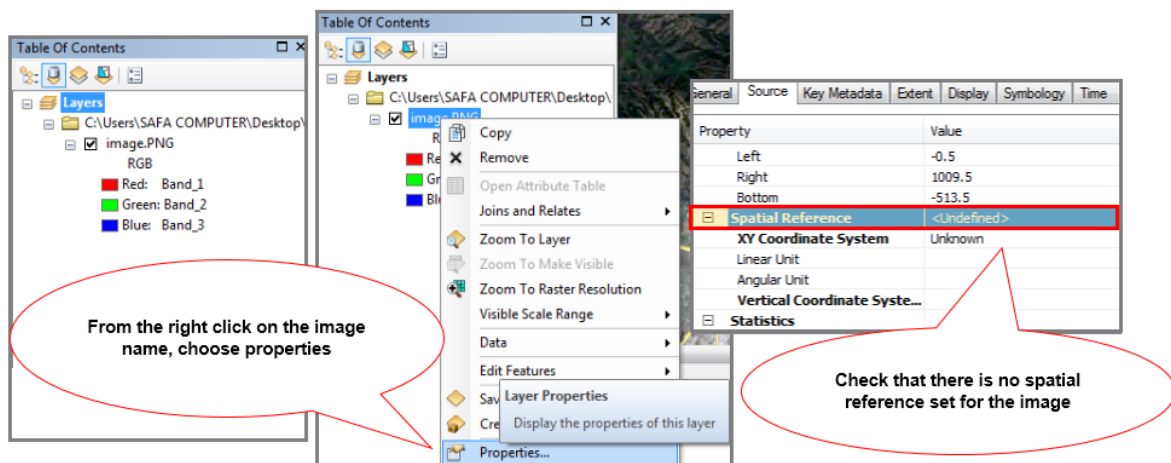 Table Of Contents
Layers
C:\Users\SAFA COMPUTER\Desktop\
image.PNG
RGB
Red: Band_1
Green: Band_2
Blue: Band_3
From the right click on the image
name, choose properties
Table Of Contents
Layers
C:\Users\SAFA COMPUTER\Desktop\
image.PNG
R
Re
Gr
Bl
Copy
Remove
Open Attribute Table
Joins and Relates
Zoom To Layer
Zoom To Make Visible
Zoom To Raster Resolution
Visible Scale Range
Data
Edit Features
Sav
Cre
Layer Properties
Display the properties of this layer
Properties...
General Source Key Metadata Extent Display Symbology Time
Property Value
Left -0.5
Right 1009.5
Bottom -513.5
Spatial Reference <Undefined>
XY Coordinate System Unknown
Linear Unit
Angular Unit
Vertical Coordinate Syste...
Statistics
Check that there is no spatial
reference set for the image